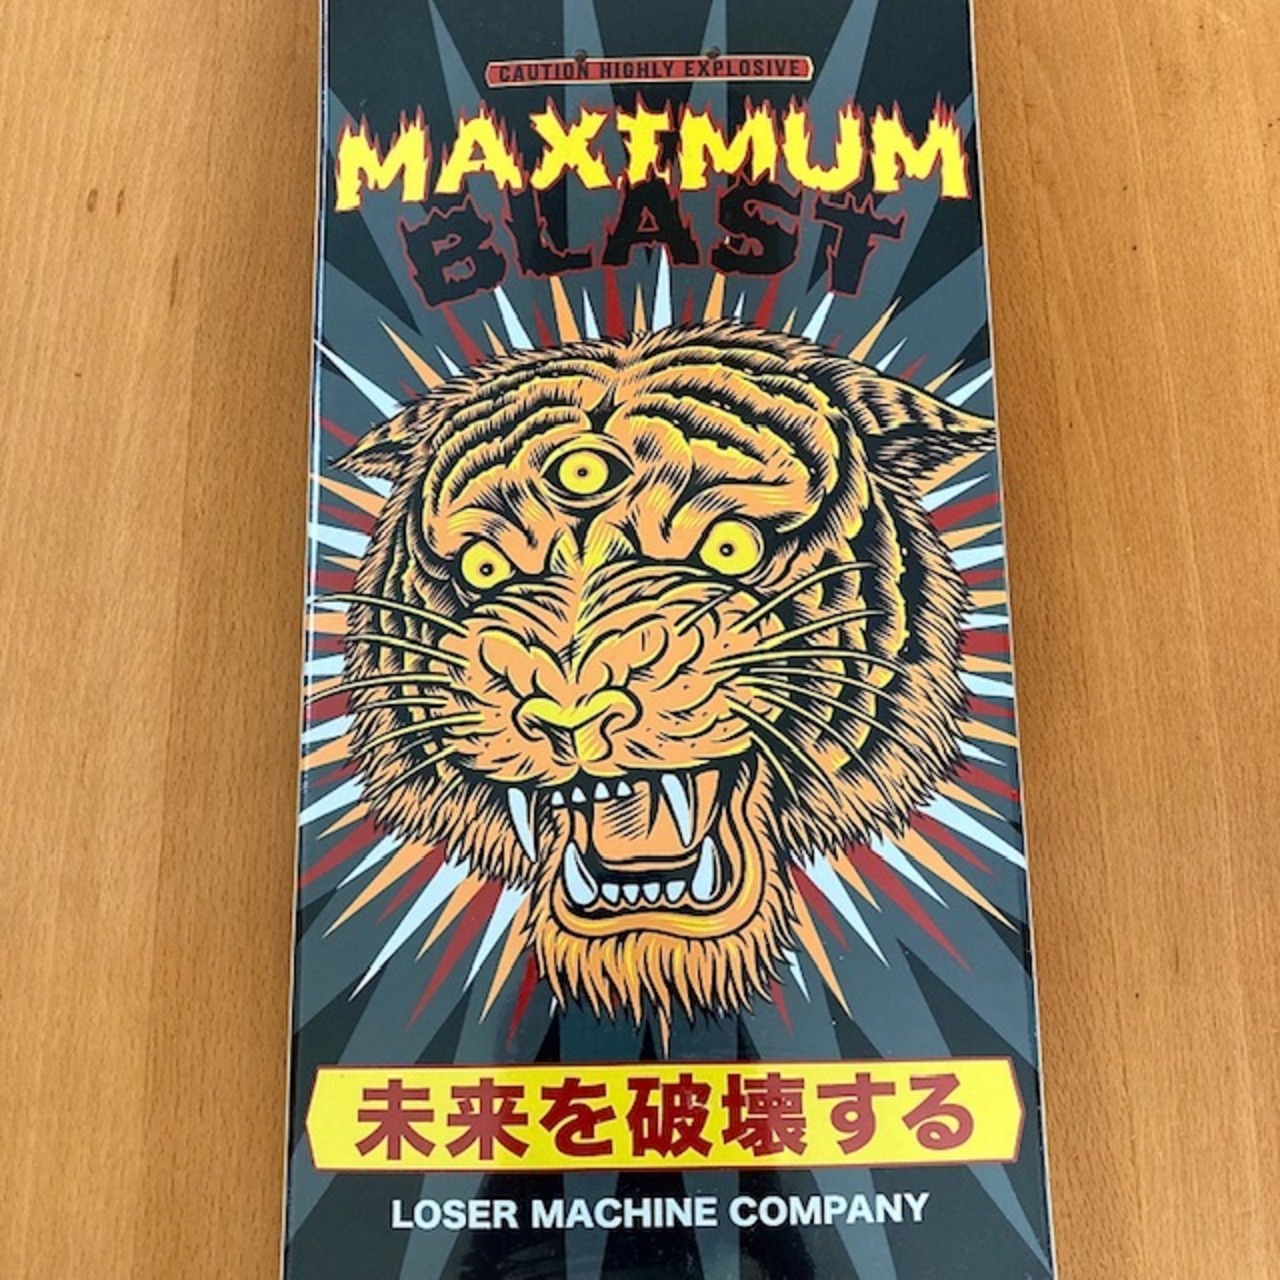 CAUTION HIGHLY EXPLOSIVE
MAXIMUM
BLAST
未来を破壊する
LOSER MACHINE COMPANY